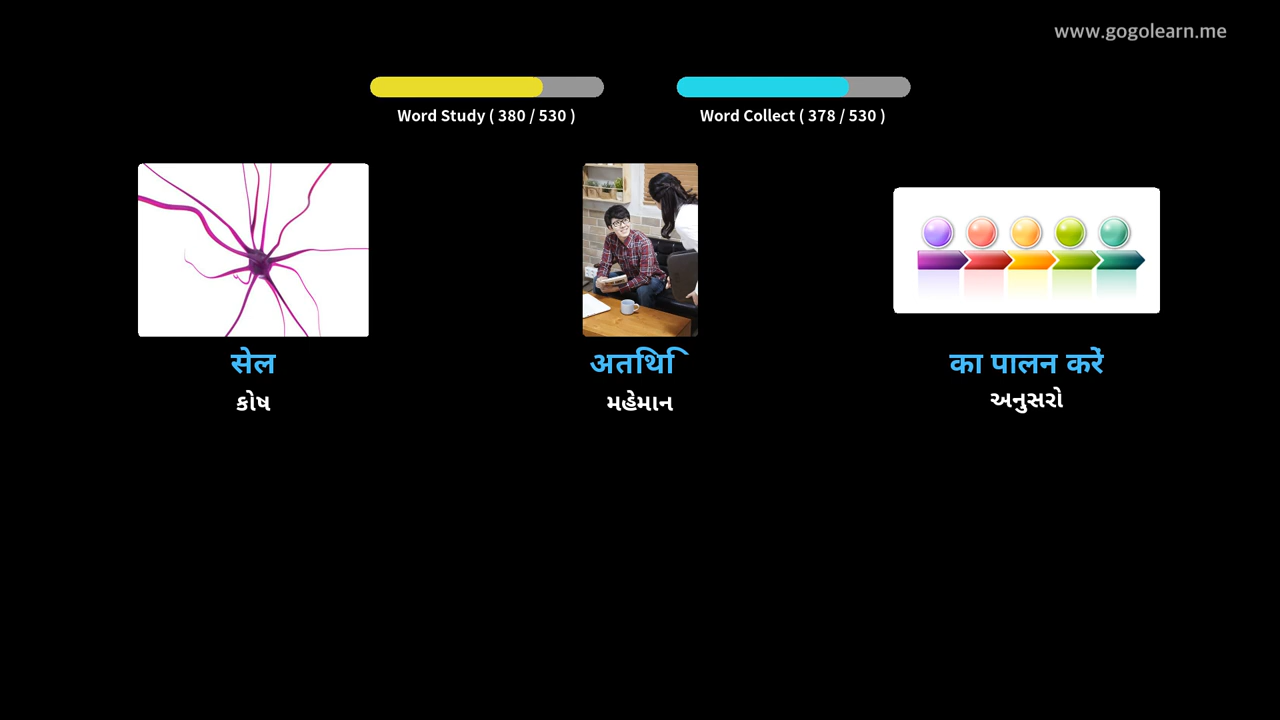 www.gogolearn.me
Word Study ( 380 / 530 )
Word Collect ( 378 / 530 )
सेल
अतिथि
का पालन करें
કોષ
મહેમાન
અનુસરો